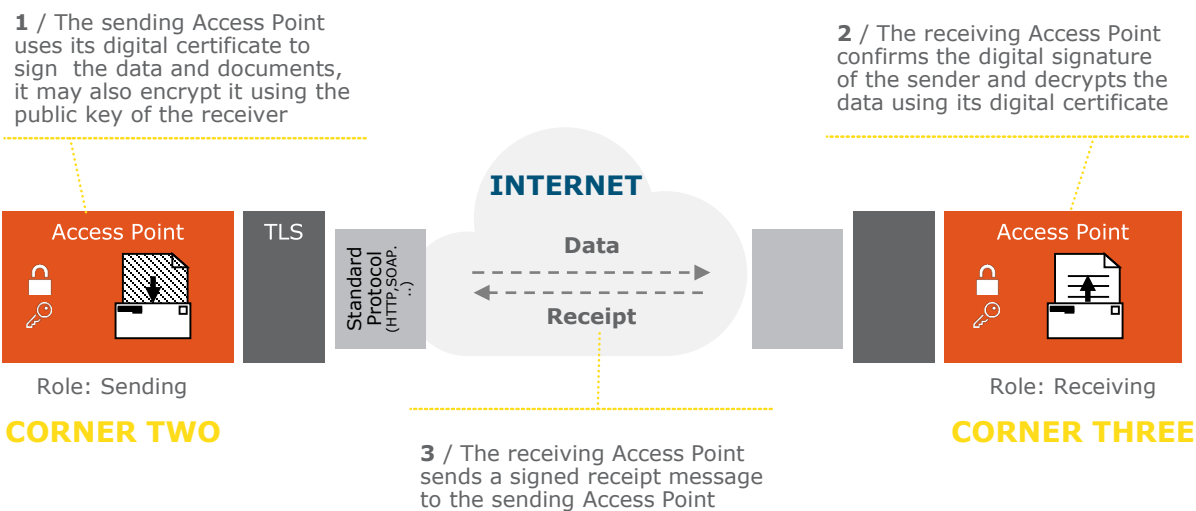 1 / The sending Access Point
uses its digital certificate to
sign  the data and documents,
it may also encrypt it using the
public key of the receiver
2 / The receiving Access Point
confirms the digital signature
of the sender and decrypts the
data using its digital certificate
INTERNET
Access Point
TLS
Standard
Protocol
(HTTP,SOAP.
..)
Data
Receipt
Access Point
Role: Sending
Role: Receiving
CORNER TWO
CORNER THREE
3 / The receiving Access Point
sends a signed receipt message
to the sending Access Point